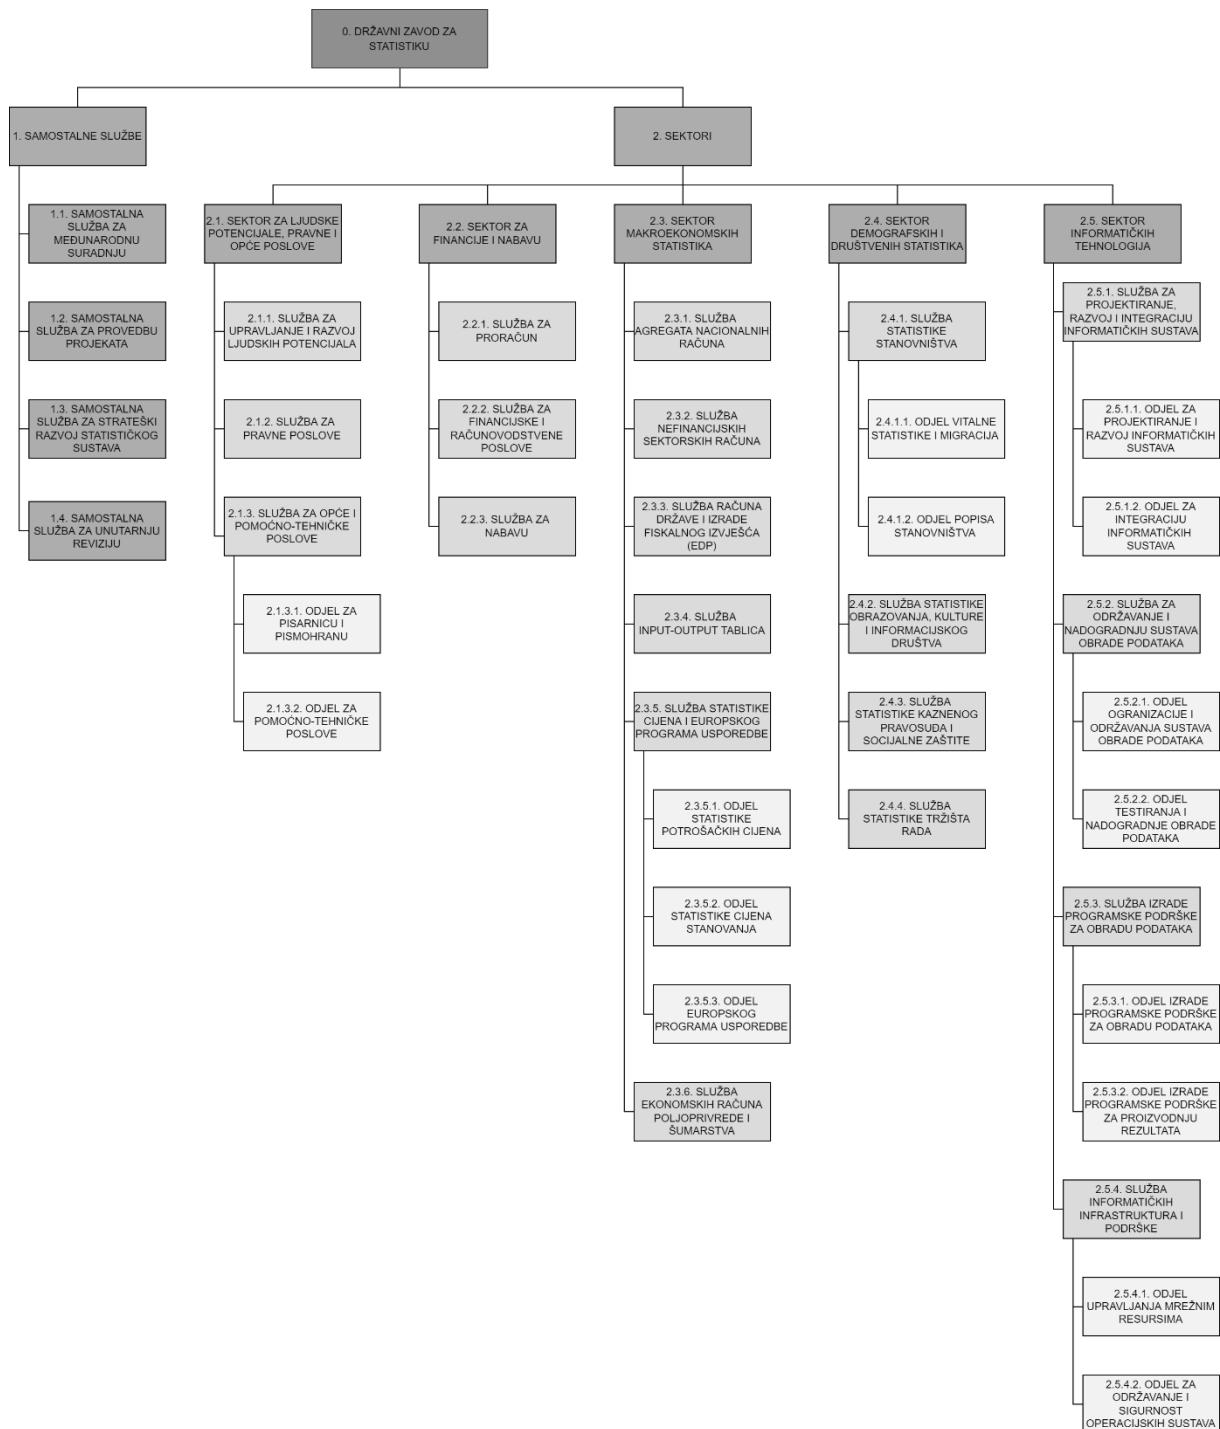 0. DRŽAVNI ZAVOD ZA
STATISTIKU
1. SAMOSTALNE SLUŽBE
2. SEKTORI
1.1. SAMOSTALNA
SLUŽBA ZA
MEĐUNARODNU
SURADNJU
1.2. SAMOSTALNA
SLUŽBA ZA PROVEDBU
PROJEKATA
1.3. SAMOSTALNA
SLUŽBA ZA STRATEŠKI
RAZVOJ STATISTIČKOG
SUSTAVA
1.4. SAMOSTALNA
SLUŽBA ZA UNUTARNJU
REVIZIJU
2.1. SEKTOR ZA LJUDSKE
POTENCIJALE, PRAVNE I
OPĆE POSLOVE
2.1.1. SLUŽBA ZA
UPRAVLJANJE I RAZVOJ
LJUDSKIH POTENCIJALA
2.1.2. SLUŽBA ZA
PRAVNE POSLOVE
2.1.3. SLUŽBA ZA OPĆE I
POMOĆNO-TEHNIČKE
POSLOVE
2.1.3.1. ODJEL ZA
PISARNICU I
PISMOHRANU
2.1.3.2. ODJEL ZA
POMOĆNO-TEHNIČKE
POSLOVE
2.2. SEKTOR ZA
FINANCIJE I NABAVU
2.2.1. SLUŽBA ZA
PRORAČUN
2.2.2. SLUŽBA ZA
FINANCIJSKE I
RAČUNOVODSTVENE
POSLOVE
2.2.3. SLUŽBA ZA
NABAVU
2.3. SEKTOR
MAKROEKONOMSKIH
STATISTIKA
2.3.1. SLUŽBA
AGREGATA NACIONALNIH
RAČUNA
2.3.2. SLUŽBA
NEFINANCIJSKIH
SEKTORSKIH RAČUNA
2.3.3. SLUŽBA RAČUNA
DRŽAVE I IZRADE
FISKALNOG IZVJEŠĆA
(EDP)
2.3.4. SLUŽBA
INPUT-OUTPUT TABLICA
2.3.5. SLUŽBA STATISTIKE
CIJENA I EUROPSKOG
PROGRAMA USPOREDBE
2.3.5.1. ODJEL
STATISTIKE
POTROŠAČKIH CIJENA
2.3.5.2. ODJEL
STATISTIKE CIJENA
STANOVANJA
2.3.5.3. ODJEL
EUROPSKOG
PROGRAMA USPOREDBE
2.3.6. SLUŽBA
EKONOMSKIH RAČUNA
POLJOPRIVREDE I
ŠUMARSTVA
2.4. SEKTOR
DEMOGRAFSKIH I
DRUŠTVENIH STATISTIKA
2.4.1. SLUŽBA
STATISTIKE
STANOVNIŠTVA
2.4.1.1. ODJEL VITALNE
STATISTIKE I MIGRACIJA
2.4.1.2. ODJEL POPISA
STANOVNIŠTVA
2.4.2. SLUŽBA STATISTIKE
OBRAZOVANJA, KULTURE
I INFORMACIJSKOG
DRUŠTVA
2.4.3. SLUŽBA
STATISTIKE KAZNENOG
PRAVOSUĐA I
SOCIJALNE ZAŠTITE
2.4.4. SLUŽBA
STATISTIKE TRŽIŠTA
RADA
2.5. SEKTOR
INFORMATIČKIH
TEHNOLOGIJA
2.5.1. SLUŽBA ZA
PROJEKTIRANJE,
RAZVOJ I INTEGRACIJU
INFORMATIČKIH SUSTAVA
2.5.1.1. ODJEL ZA
PROJEKTIRANJE I
RAZVOJ INFORMATIČKIH
SUSTAVA
2.5.1.2. ODJEL ZA
INTEGRACIJU
INFORMATIČKIH
SUSTAVA
2.5.2. SLUŽBA ZA
ODRŽAVANJE I
NADOGRADNJU SUSTAVA
OBRADE PODATAKA
2.5.2.1. ODJEL
OGRANIZACIJE I
ODRŽAVANJA SUSTAVA
OBRADE PODATAKA
2.5.2.2. ODJEL
TESTIRANJA I
NADOGRADNJE OBRADE
PODATAKA
2.5.3. SLUŽBA IZRADE
PROGRAMSKE PODRŠKE
ZA OBRADU PODATAKA
2.5.3.1. ODJEL IZRADE
PROGRAMSKE PODRŠKE
ZA OBRADU PODATAKA
2.5.3.2. ODJEL IZRADE
PROGRAMSKE PODRŠKE
ZA PROIZVODNJU
REZULTATA
2.5.4. SLUŽBA
INFORMATIČKIH
INFRASTRUKTURA I
PODRŠKE
2.5.4.1. ODJEL
UPRAVLJANJA MREŽNIM
RESURSIMA
2.5.4.2. ODJEL ZA
ODRŽAVANJE I
SIGURNOST
OPERACIJSKIH SUSTAVA